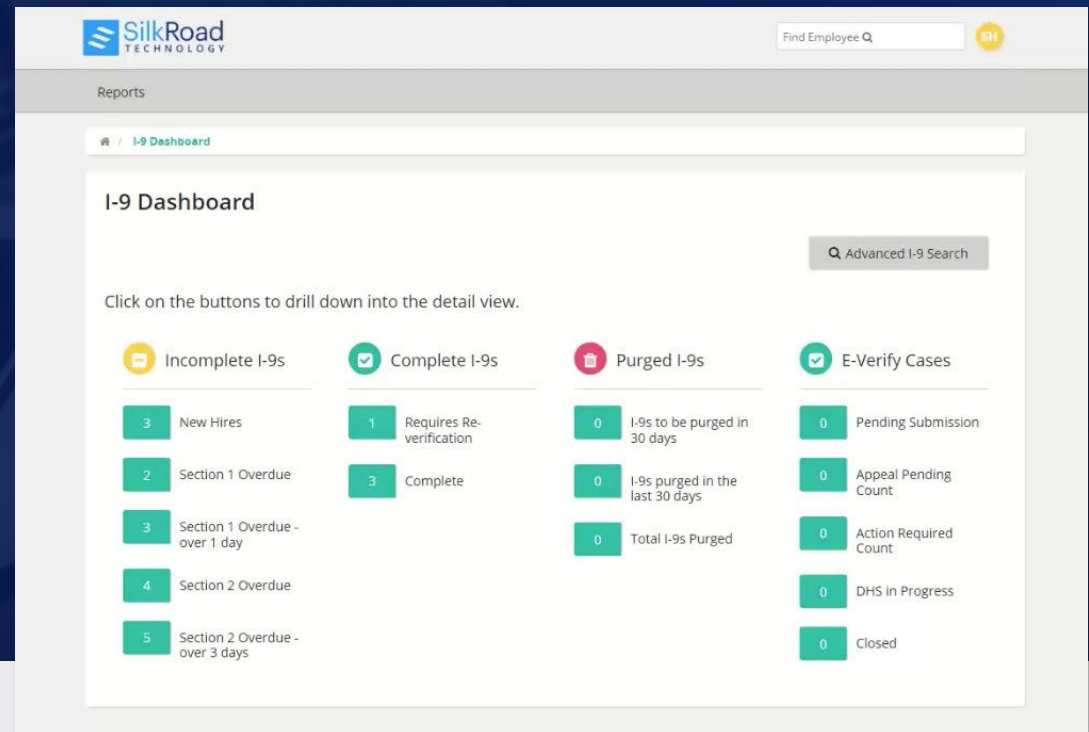 SilkRoad
TECHNOLOGY
Find Employee
SH
Reports
/ I-9 Dashboard
I-9 Dashboard
Advanced I-9 Search
Click on the buttons to drill down into the detail view.
Incomplete I-9s
3 New Hires
2 Section 1 Overdue
3 Section 1 Overdue -
over 1 day
4 Section 2 Overdue
5 Section 2 Overdue -
over 3 days
Complete I-9s
1 Requires Re-
verification
3 Complete
Purged I-9s
0 I-9s to be purged in
30 days
0 I-9s purged in the
last 30 days
0 Total I-9s Purged
E-Verify Cases
0 Pending Submission
0 Appeal Pending
Count
0 Action Required
Count
0 DHS in Progress
0 Closed